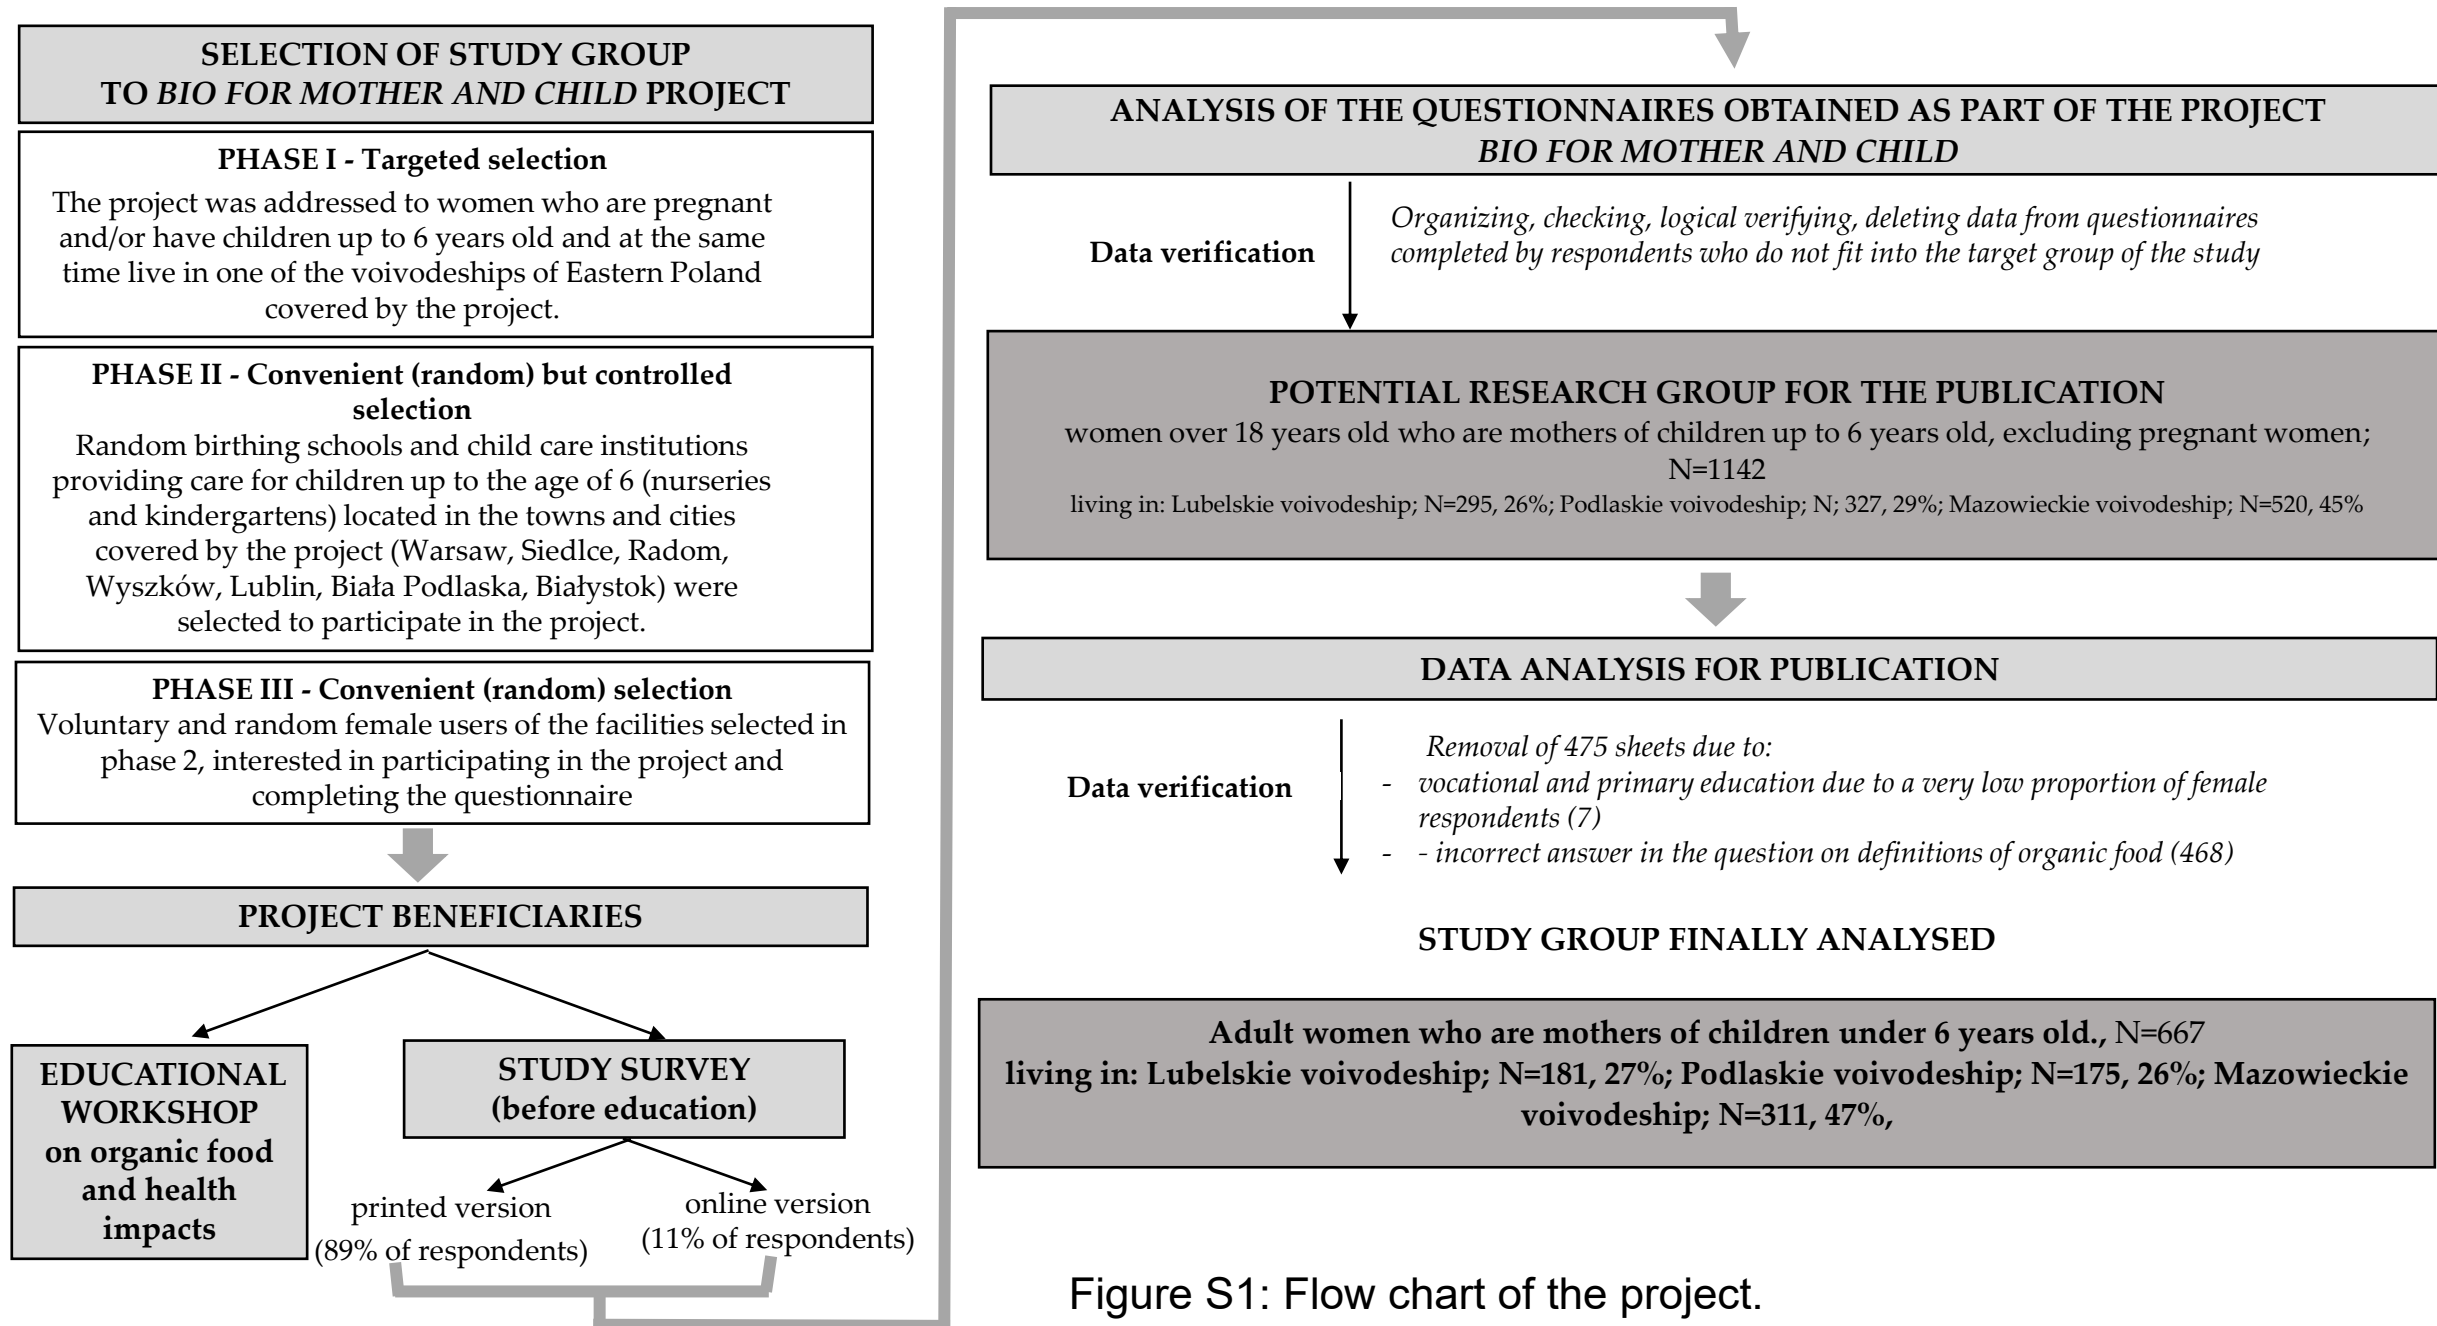 SELECTION OF STUDY GROUP
TO BIO FOR MOTHER AND CHILD PROJECT
PHASE I - Targeted selection
The project was addressed to women who are pregnant
and/or have children up to 6 years old and at the same
time live in one of the voivodeships of Eastern Poland
covered by the project.
PHASE II - Convenient (random) but controlled
selection
Random birthing schools and child care institutions
providing care for children up to the age of 6 (nurseries
and kindergartens) located in the towns and cities
covered by the project (Warsaw, Siedlce, Radom,
Wyszków, Lublin, Biała Podlaska, Białystok) were
selected to participate in the project.
PHASE III - Convenient (random) selection
Voluntary and random female users of the facilities selected in
phase 2, interested in participating in the project and
completing the questionnaire
PROJECT BENEFICIARIES
EDUCATIONAL
WORKSHOP
on organic food
and health
impacts
STUDY SURVEY
(before education)
printed version
(89% of respondents)
online version
(11% of respondents)
ANALYSIS OF THE QUESTIONNAIRES OBTAINED AS PART OF THE PROJECT
BIO FOR MOTHER AND CHILD
Data verification
Organizing, checking, logical verifying, deleting data from questionnaires
completed by respondents who do not fit into the target group of the study
POTENTIAL RESEARCH GROUP FOR THE PUBLICATION
women over 18 years old who are mothers of children up to 6 years old, excluding pregnant women;
N=1142
living in: Lubelskie voivodeship; N=295, 26%; Podlaskie voivodeship; N; 327, 29%; Mazowieckie voivodeship; N=520, 45%
DATA ANALYSIS FOR PUBLICATION
Data verification
Removal of 475 sheets due to:
- vocational and primary education due to a very low proportion of female
respondents (7)
- - incorrect answer in the question on definitions of organic food (468)
STUDY GROUP FINALLY ANALYSED
Adult women who are mothers of children under 6 years old., N=667
living in: Lubelskie voivodeship; N=181, 27%; Podlaskie voivodeship; N=175, 26%; Mazowieckie
voivodeship; N=311, 47%,
Figure S1: Flow chart of the project.